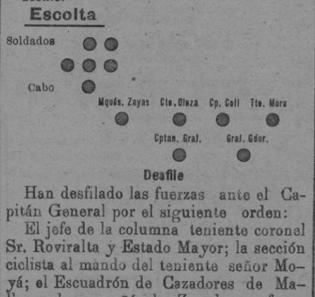 Escolta
Soldados
Cabo
Mqués. Zayas Cte. Oleza Cp. Coll Tte. Mora
Cptan. Gral. Gral. Gdor.
Desfile
Han desfilado las fuerzas ante el Ca-
pitán General por el siguiente orden:
El jefe de la columna teniente coronel
Sr. Roviralta y Estado Mayor; la sección
ciclista al mando del teniente señor Mo-
yá; el Escuadrón de Cazadores de Ma-